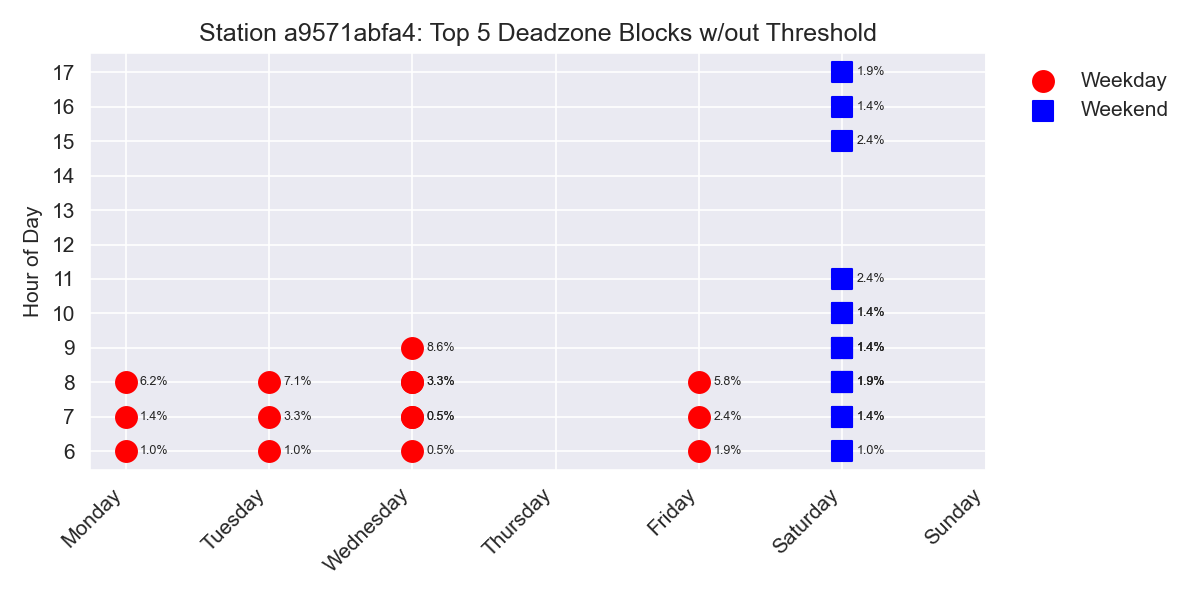 Station a9571abfa4: Top 5 Deadzone Blocks w/out Threshold
Weekday
Weekend
Hour of Day
17 1.9%
16 1.4%
15 2.4%
14
13
12
11 2.4%
10 1.4%
9 8.6% 1.4%
8 6.2% 7.1% 3.3% 5.8% 1.9%
7 1.4% 3.3% 0.5% 2.4% 1.4%
6 1.0% 1.0% 0.5% 1.9% 1.0%
Monday
Tuesday
Wednesday
Thursday
Friday
Saturday
Sunday